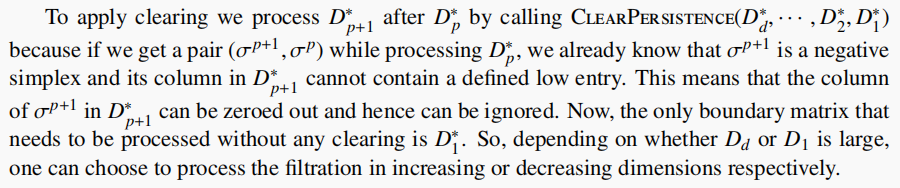 To apply clearing we process D*_{p+1} after D*_p by calling CLEARPERSISTENCE(D*_d, ··· , D*_2, D*_1)
because if we get a pair (σ^{p+1}, σ^p) while processing D*_p, we already know that σ^{p+1} is a negative
simplex and its column in D*_{p+1} cannot contain a defined low entry. This means that the column
of σ^{p+1} in D*_{p+1} can be zeroed out and hence can be ignored. Now, the only boundary matrix that
needs to be processed without any clearing is D*_1. So, depending on whether D_d or D_1 is large,
one can choose to process the filtration in increasing or decreasing dimensions respectively.